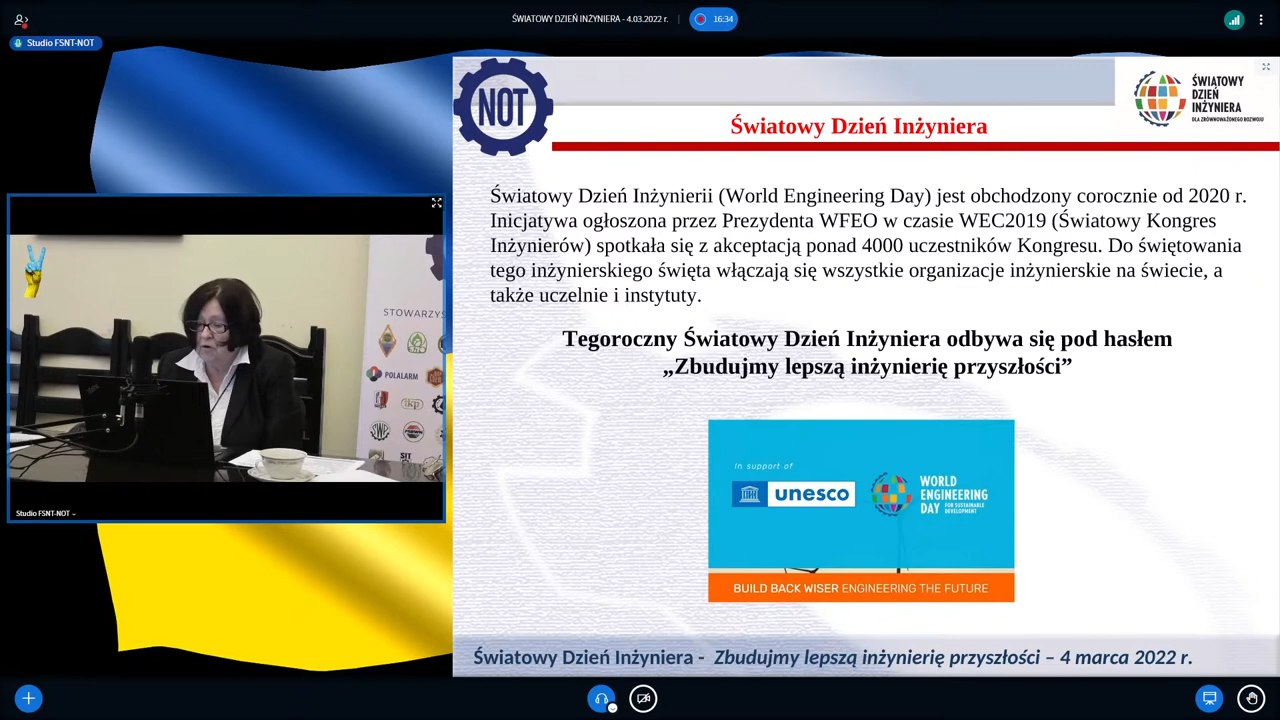 ŚWIATOWY DZIEŃ INŻYNIERA - 4.03.2022 r.
16:34
Studio FSNT-NOT
NOT
ŚWIATOWY
DZIEŃ
INŻYNIERA
DLA ZRÓWNOWAŻONEGO ROZWOJU
Światowy Dzień Inżyniera
Światowy Dzień Inżynierii (World Engineering Day) jest obchodzony corocznie od 2020 r.
Inicjatywa ogłoszona przez Prezydenta WFEO w czasie WEC2019 (Światowy Kongres
Inżynierów) spotkała się z akceptacją ponad 4000 uczestników Kongresu. Do świętowania
tego inżynierskiego święta włączają się wszystkie organizacje inżynierskie na świecie, a
także uczelnie i instytuty.
Tegoroczny Światowy Dzień Inżyniera odbywa się pod hasłem
„Zbudujmy lepszą inżynierię przyszłości”
in support of
unesco
WORLD
ENGINEERING
DAY FOR SUSTAINABLE
DEVELOPMENT
BUILD BACK WISER ENGINEERING THE FUTURE
STOWARZYS
POLALARM
Studio FSNT-NOT
Światowy Dzień Inżyniera - Zbudujmy lepszą inżynierię przyszłości – 4 marca 2022 r.